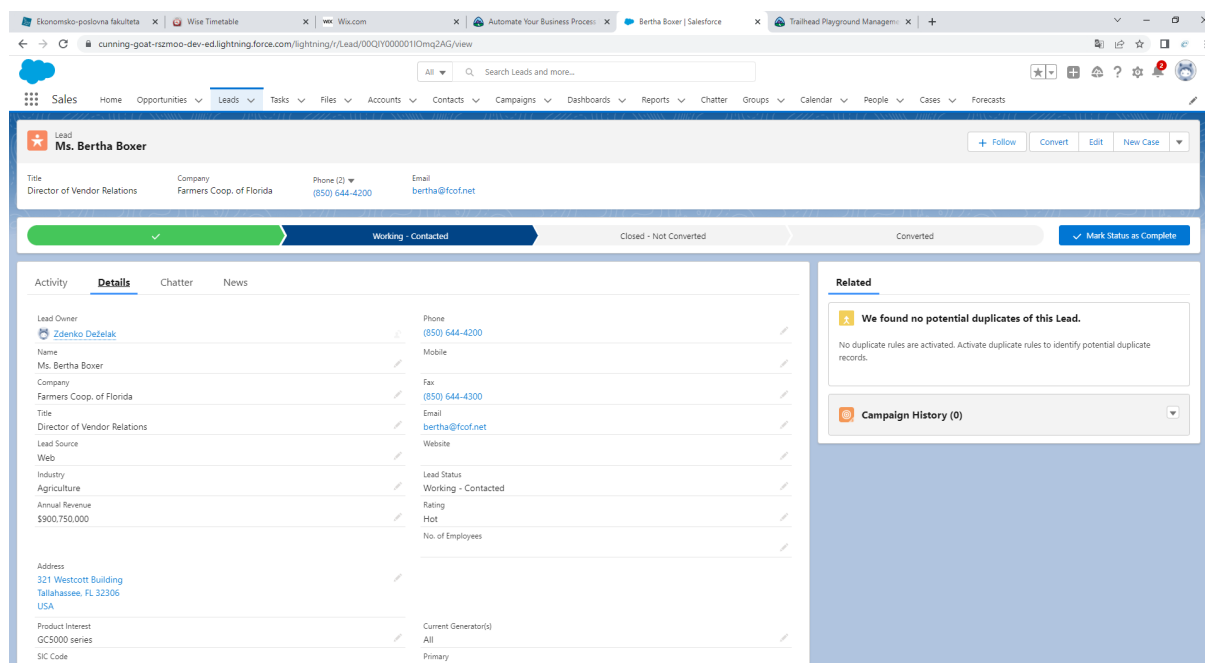 Ekonomsko-poslovna fakulteta
Wise Timetable
WIX Wix.com
Automate Your Business Process
Bertha Boxer | Salesforce
Trailhead Playground Manageme
cunning-goat-rszmoo-dev-ed.lightning.force.com/lightning/r/Lead/00QIY000001IOmq2AG/view
All
Search Leads and more...
2
Sales Home Opportunities Leads Tasks Files Accounts Contacts Campaigns Dashboards Reports Chatter Groups Calendar People Cases Forecasts
Lead
Ms. Bertha Boxer
+ Follow Convert Edit New Case
Title Company Phone (2) Email
Director of Vendor Relations Farmers Coop. of Florida (850) 644-4200 bertha@fcof.net
Working - Contacted Closed - Not Converted Converted Mark Status as Complete
Activity Details Chatter News
Lead Owner
Zdenko Deželak
Phone
(850) 644-4200
Name
Ms. Bertha Boxer
Mobile
Company
Farmers Coop. of Florida
Fax
(850) 644-4300
Title
Director of Vendor Relations
Email
bertha@fcof.net
Lead Source
Web
Website
Industry
Agriculture
Lead Status
Working - Contacted
Annual Revenue
$900,750,000
Rating
Hot
No. of Employees
Address
321 Westcott Building
Tallahassee, FL 32306
USA
Product Interest
GC5000 series
Current Generator(s)
All
SIC Code
Primary
Related
We found no potential duplicates of this Lead.
No duplicate rules are activated. Activate duplicate rules to identify potential duplicate
records.
Campaign History (0)